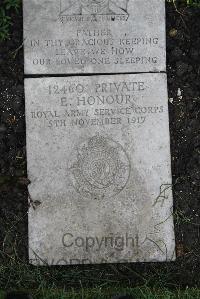 FATHER
IN THY GRACIOUS KEEPING
LEAVE WE NOW
OUR LOVED ONE SLEEPING
12460 PRIVATE
E. HONOUR
ROYAL ARMY SERVICE CORPS
5TH NOVEMBER 1917
Copyright